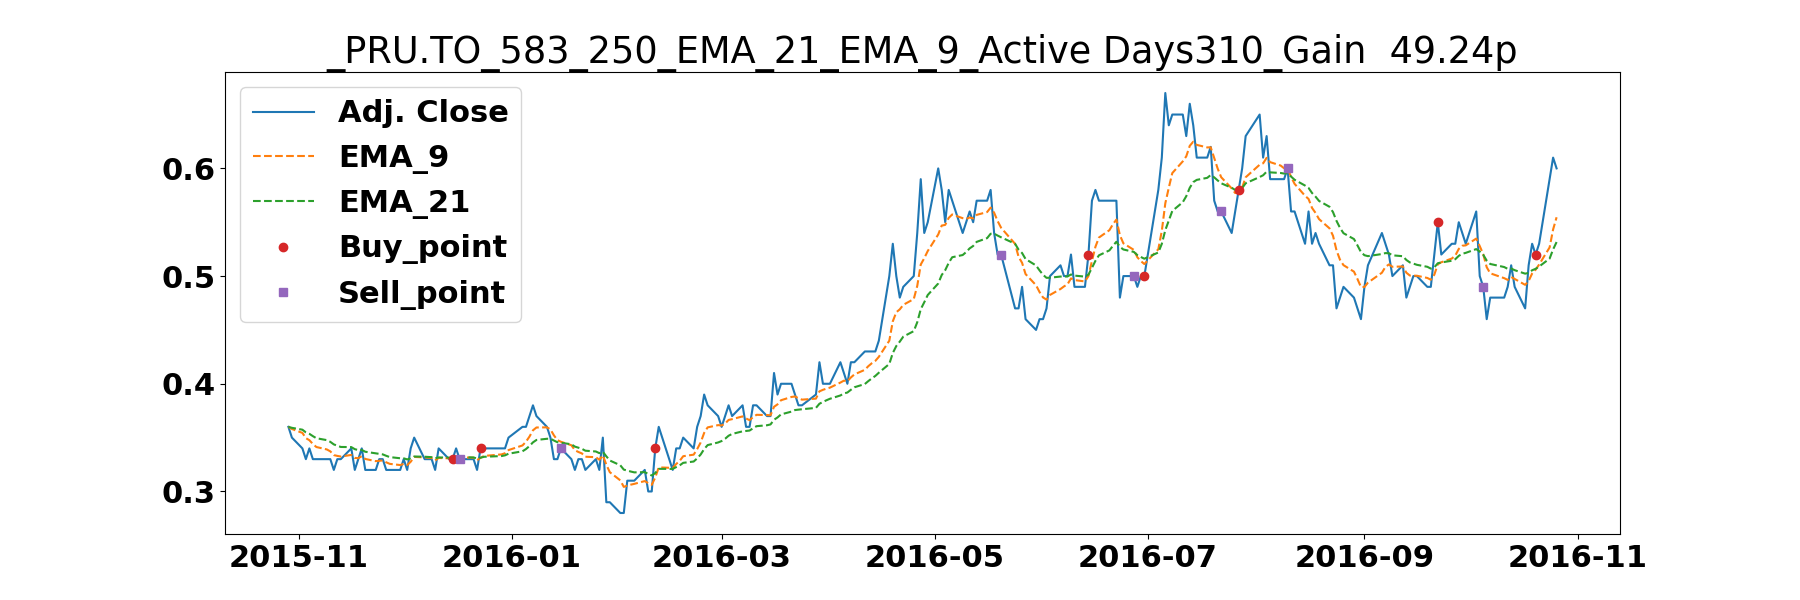 _PRU.TO_583_250_EMA_21_EMA_9_Active Days310_Gain  49.24p
Adj. Close
EMA_9
EMA_21
Buy_point
Sell_point
0.6
0.5
0.4
0.3
2015-11 2016-01 2016-03 2016-05 2016-07 2016-09 2016-11